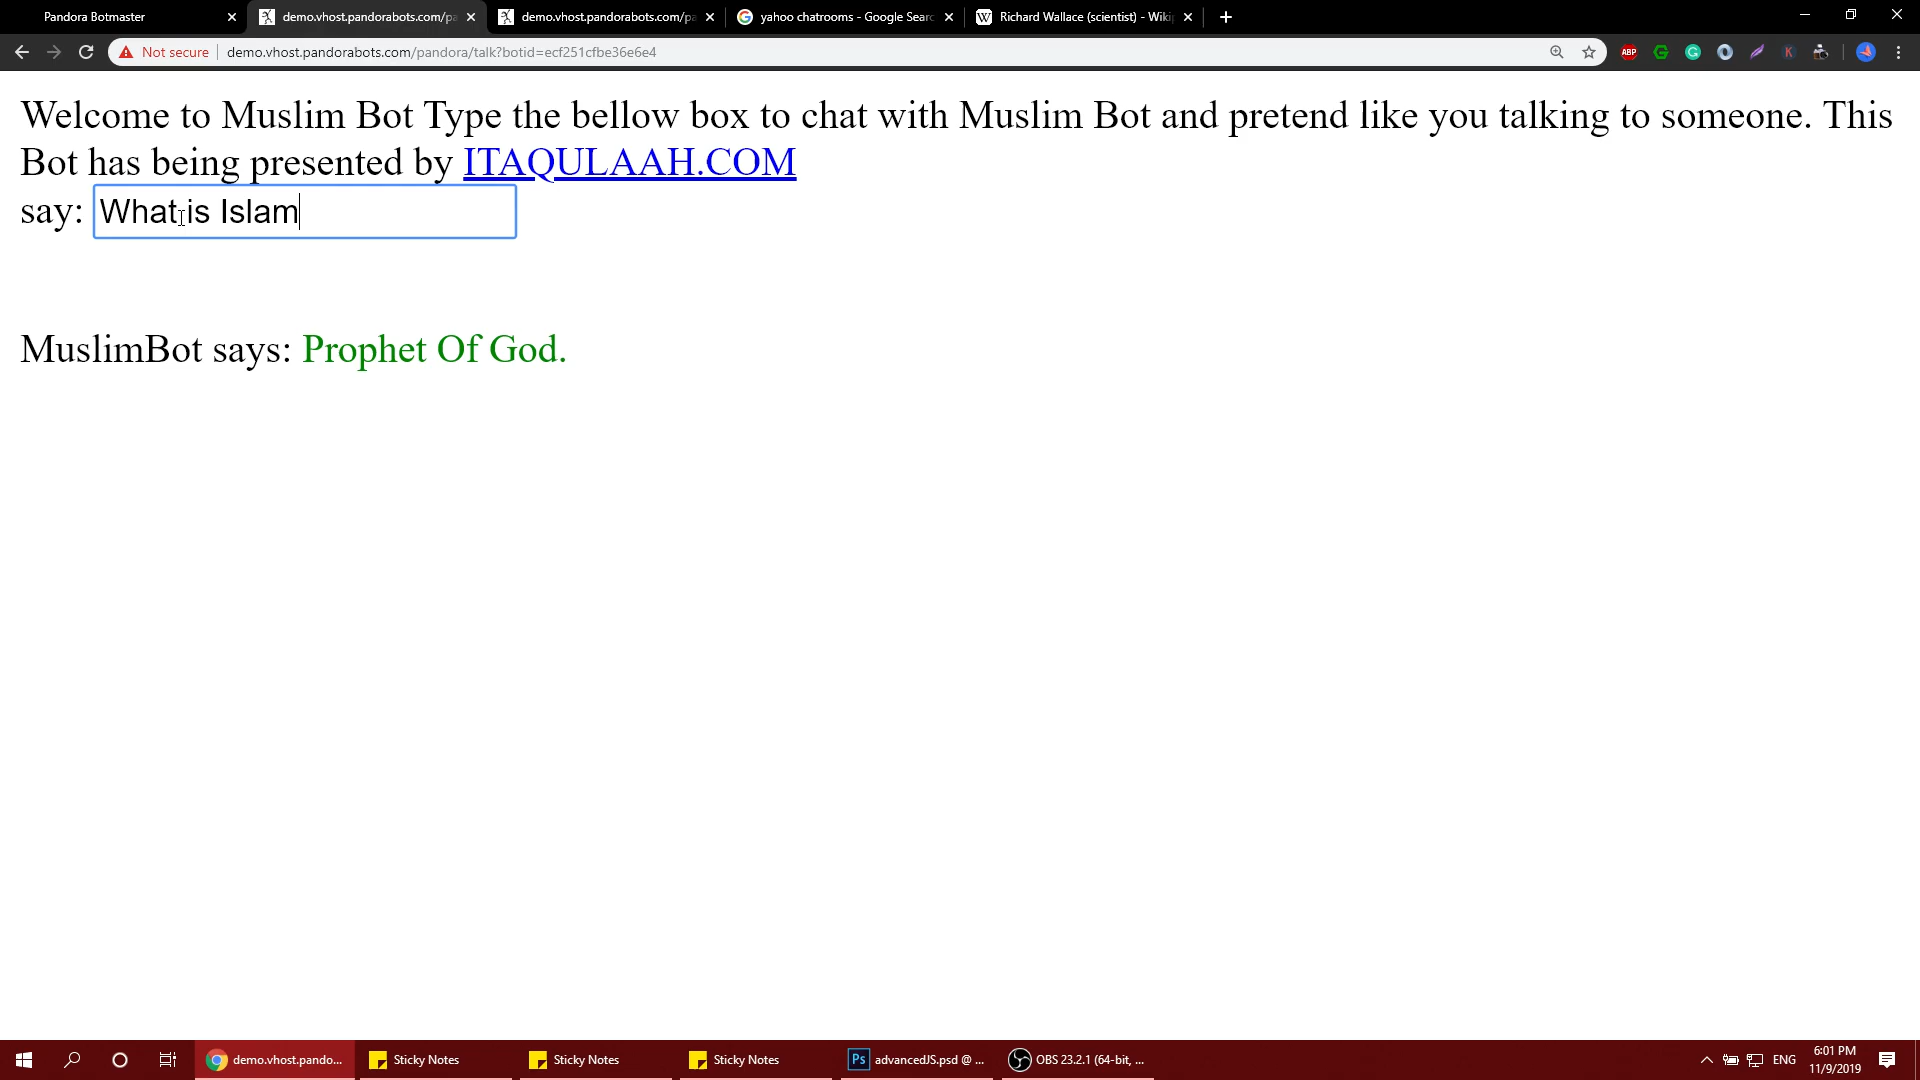 Pandora Botmaster
demo.vhost.pandorabots.com/pa
demo.vhost.pandorabots.com/pa
yahoo chatrooms - Google Searc
Richard Wallace (scientist) - Wiki
Not secure
demo.vhost.pandorabots.com/pandora/talk?botid=ecf251cfbe36e6e4
ABP
Welcome to Muslim Bot Type the bellow box to chat with Muslim Bot and pretend like you talking to someone. This
Bot has being presented by ITAQULAAH.COM
say: What is Islam
MuslimBot says: Prophet Of God.
demo.vhost.pando...
Sticky Notes
Sticky Notes
Sticky Notes
Ps
advancedJS.psd @ ...
OBS 23.2.1 (64-bit, ...
ENG
6:01 PM
11/9/2019